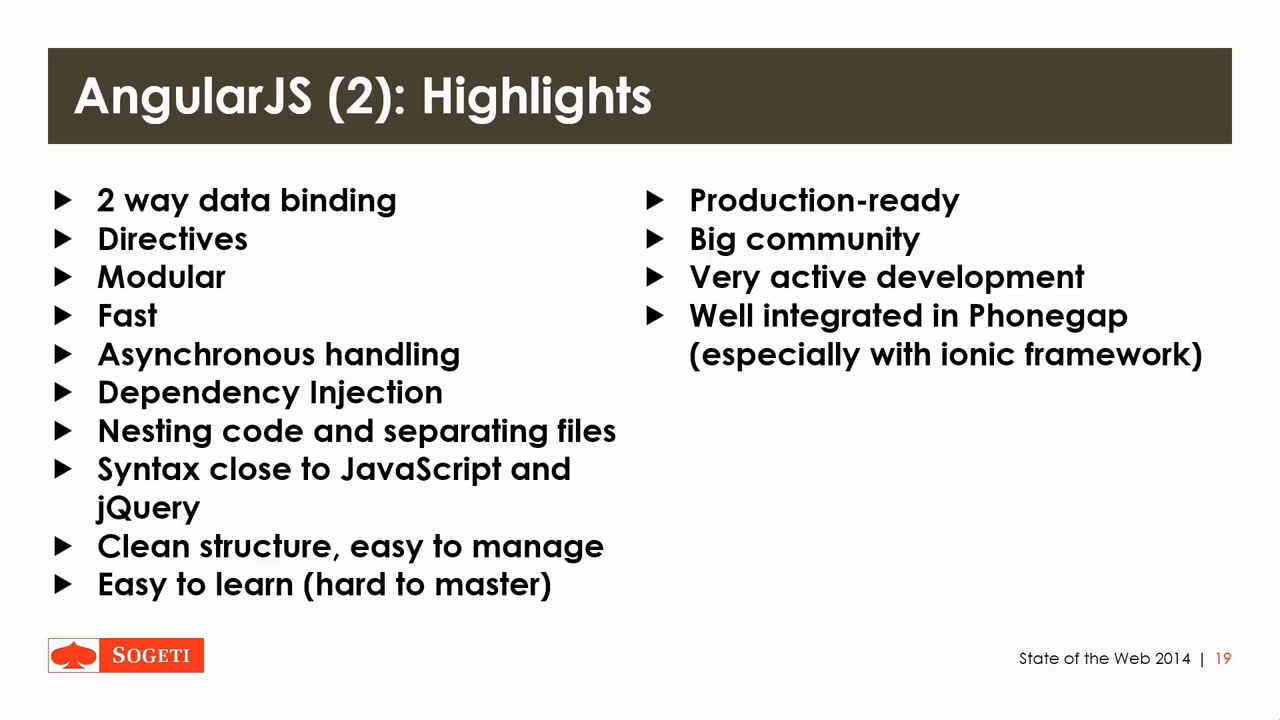 AngularJS (2): Highlights
2 way data binding
Directives
Modular
Fast
Asynchronous handling
Dependency Injection
Nesting code and separating files
Syntax close to JavaScript and
jQuery
Clean structure, easy to manage
Easy to learn (hard to master)
Production-ready
Big community
Very active development
Well integrated in Phonegap
(especially with ionic framework)
SOGETI
State of the Web 2014 | 19